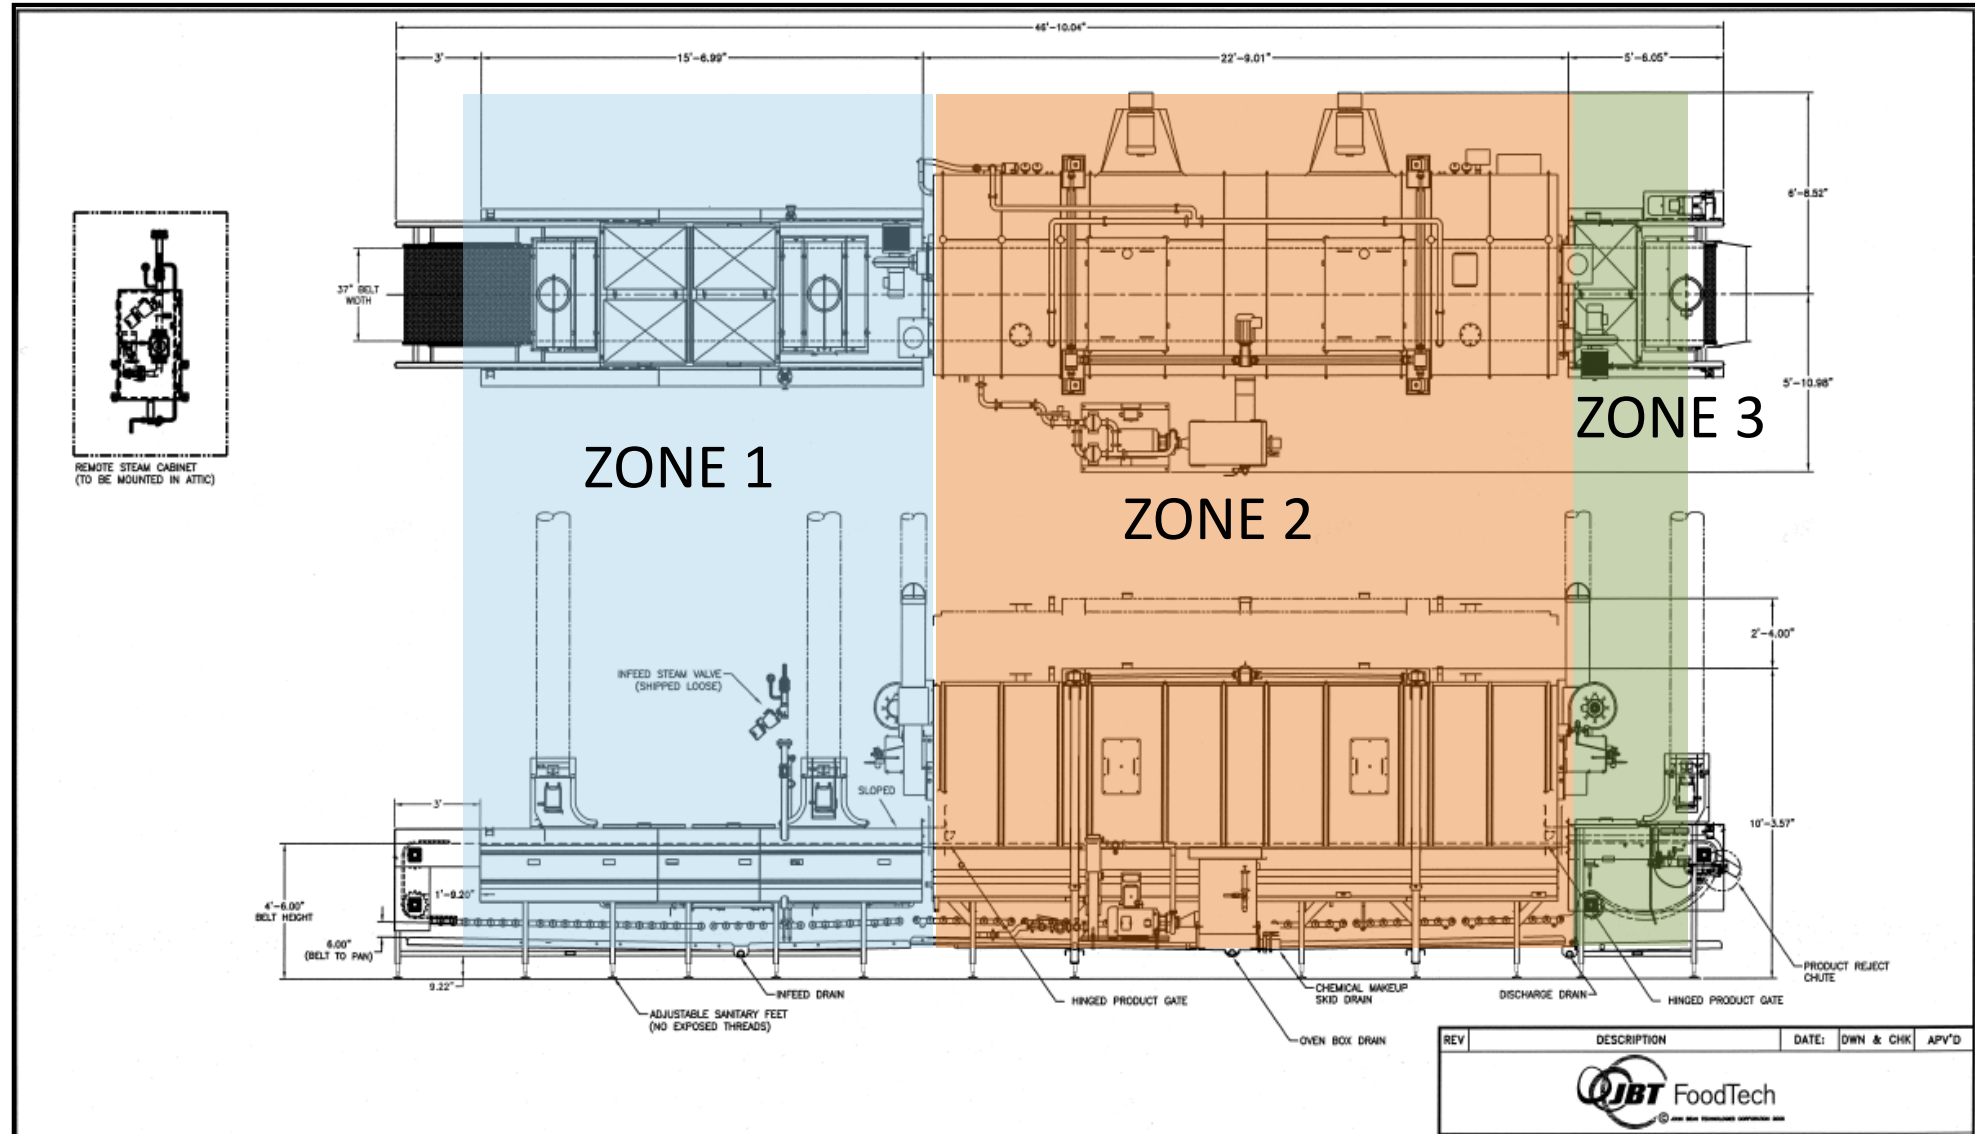 46'-10.04"
3'
15'-6.99"
22'-9.01"
5'-6.05"
6'-8.52"
37" BELT
WIDTH
5'-10.98"
ZONE 1
ZONE 2
ZONE 3
REMOTE STEAM CABINET
(TO BE MOUNTED IN ATTIC)
INFEED STEAM VALVE
(SHIPPED LOOSE)
2'-4.00"
SLOPED
3'
10'-3.57"
1'-9.20"
4'-6.00"
BELT HEIGHT
6.00"
(BELT TO PAN)
9.22"
INFEED DRAIN
ADJUSTABLE SANITARY FEET
(NO EXPOSED THREADS)
HINGED PRODUCT GATE
CHEMICAL MAKEUP
SKID DRAIN
OVEN BOX DRAIN
DISCHARGE DRAIN
HINGED PRODUCT GATE
PRODUCT REJECT
CHUTE
REV DESCRIPTION DATE: DWN & CHK APV'D
JBT FoodTech